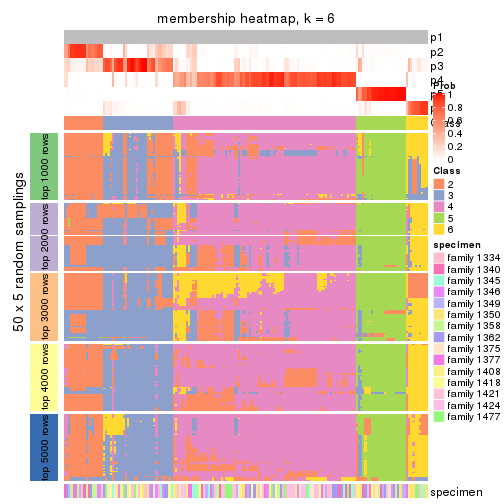 membership heatmap, k = 6
p1
p2
p3
p4
Prob
1
0.8
0.6
0.4
0.2
0
Class
2
3
4
5
6
specimen
family 1334
family 1340
family 1345
family 1346
family 1349
family 1350
family 1358
family 1362
family 1375
family 1377
family 1408
family 1418
family 1421
family 1424
family 1477
50 x 5 random samplings
top 1000 rows
top 2000 rows
top 3000 rows
top 4000 rows
top 5000 rows
specimen